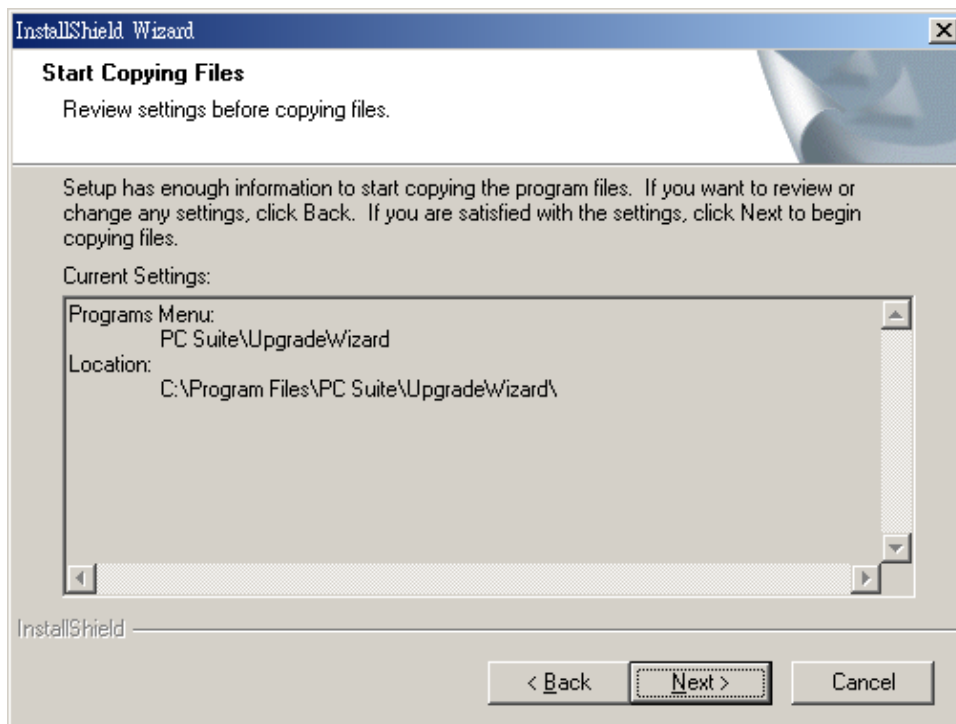 InstallShield Wizard
Start Copying Files
Review settings before copying files.
Setup has enough information to start copying the program files. If you want to review or
change any settings, click Back. If you are satisfied with the settings, click Next to begin
copying files.
Current Settings:
Programs Menu:
PC Suite\UpgradeWizard
Location:
C:\Program Files\PC Suite\UpgradeWizard\
InstallShield
< Back
Next >
Cancel